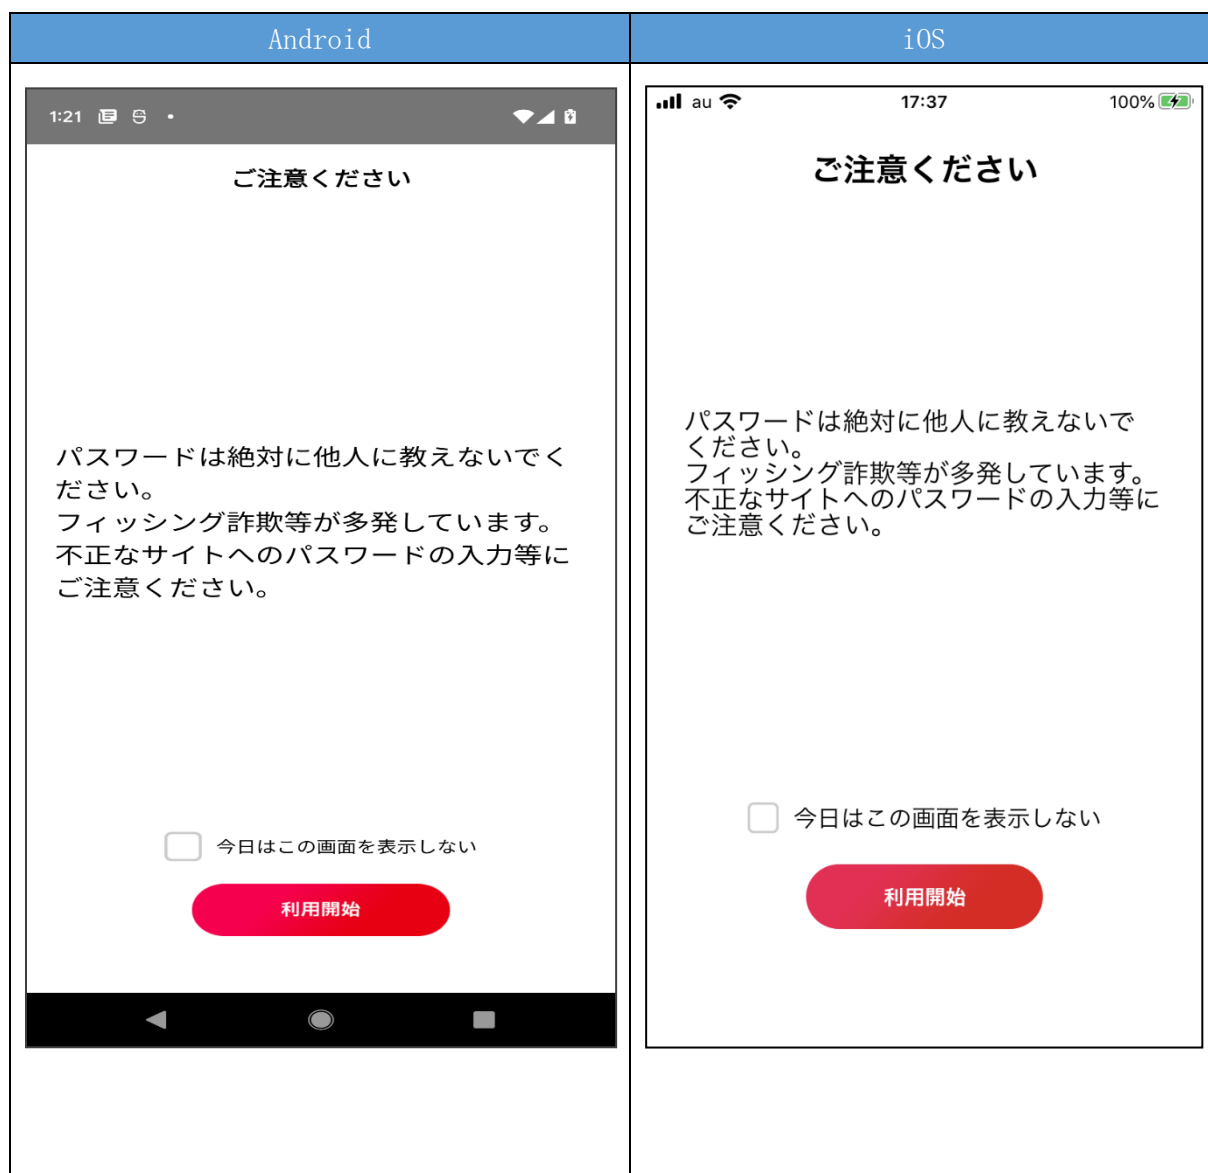 Android
iOS
1:21
ご注意ください
パスワードは絶対に他人に教えないでく
ださい。
フィッシング詐欺等が多発しています。
不正なサイトへのパスワードの入力等に
ご注意ください。
今日はこの画面を表示しない
利用開始
au 17:37 100%
ご注意ください
パスワードは絶対に他人に教えないで
ください。
フィッシング詐欺等が多発しています。
不正なサイトへのパスワードの入力等に
ご注意ください。
今日はこの画面を表示しない
利用開始